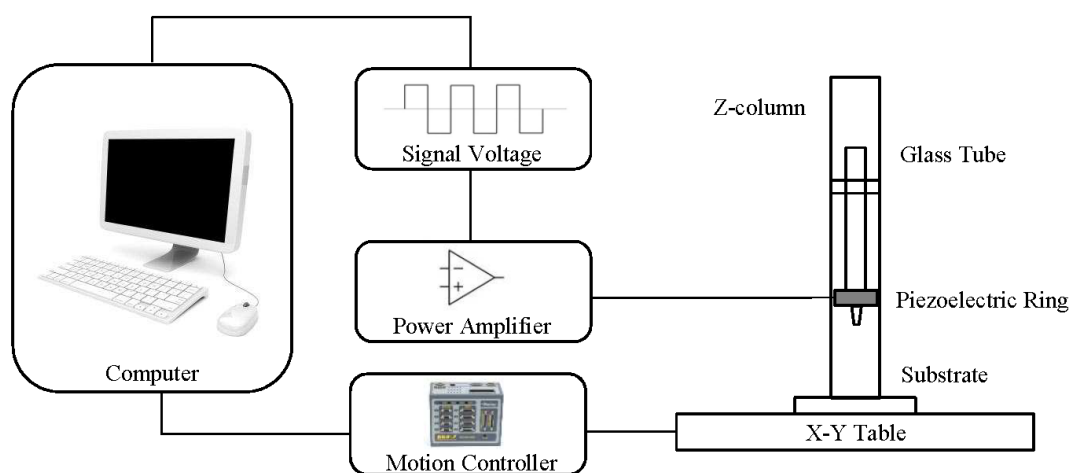 Computer
Signal Voltage
Power Amplifier
Motion Controller
Z-column
Glass Tube
Piezoelectric Ring
Substrate
X-Y Table